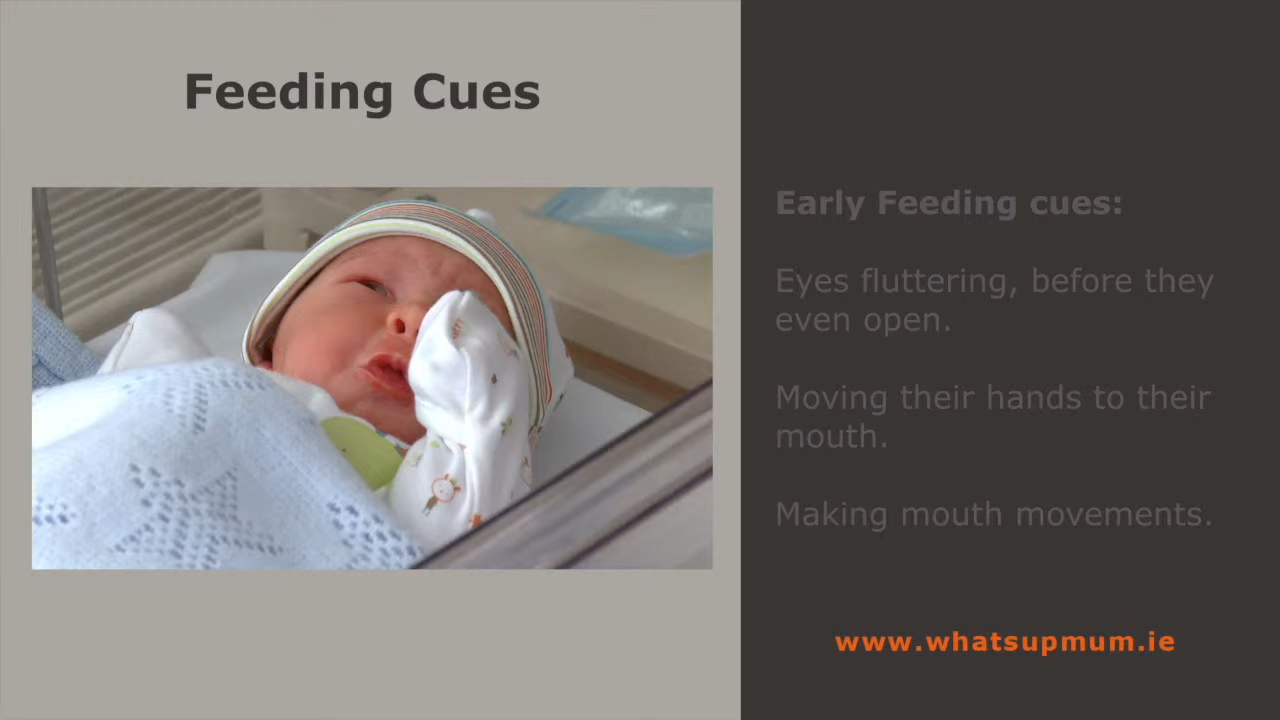 Feeding Cues
Early Feeding cues:
Eyes fluttering, before they
even open.
Moving their hands to their
mouth.
Making mouth movements.
www.whatsupmum.ie